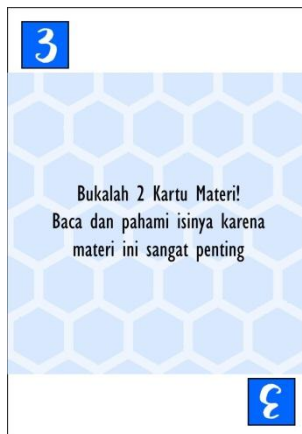 3
Bukalah 2 Kartu Materi!
Baca dan pahami isinya karena
materi ini sangat penting
3